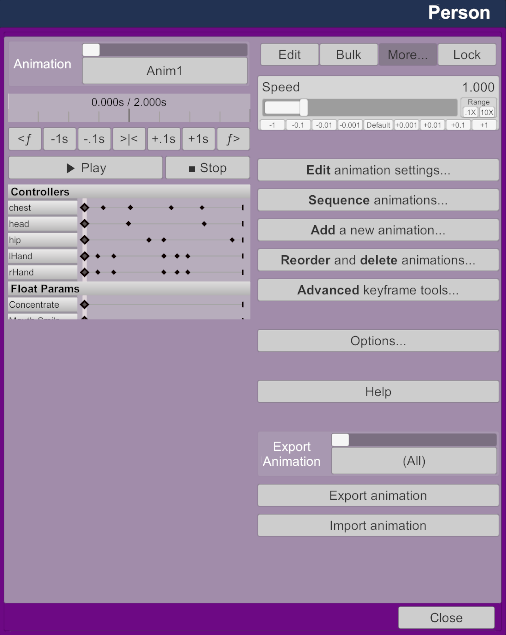 Person
Animation
Anim1
0.000s / 2.000s
<ƒ -1s -.1s >|< +.1s +1s ƒ>
Play Stop
Controllers
chest
head
hip
lHand
rHand
Float Params
Concentrate
Edit Bulk More... Lock
Speed 1.000
Range
1X 10X
-1 -0.1 -0.01 -0.001 Default +0.001 +0.01 +0.1 +1
Edit animation settings...
Sequence animations...
Add a new animation...
Reorder and delete animations...
Advanced keyframe tools...
Options...
Help
Export
Animation
(All)
Export animation
Import animation
Close